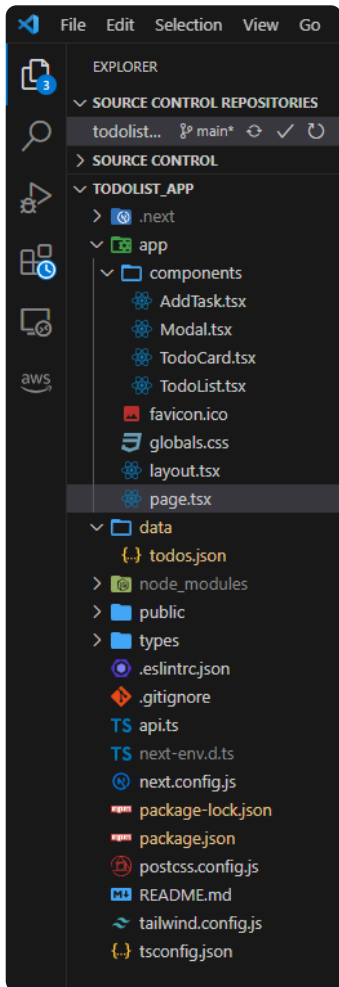 File Edit Selection View Go
EXPLORER
3
SOURCE CONTROL REPOSITORIES
todolist... main*
SOURCE CONTROL
TODOLIST_APP
.next
app
components
AddTask.tsx
Modal.tsx
TodoCard.tsx
TodoList.tsx
favicon.ico
globals.css
layout.tsx
page.tsx
data
{..} todos.json
node_modules
public
types
.eslintrc.json
.gitignore
TS api.ts
TS next-env.d.ts
N next.config.js
npm package-lock.json
npm package.json
postcss.config.js
M↓ README.md
tailwind.config.js
{..} tsconfig.json
aws